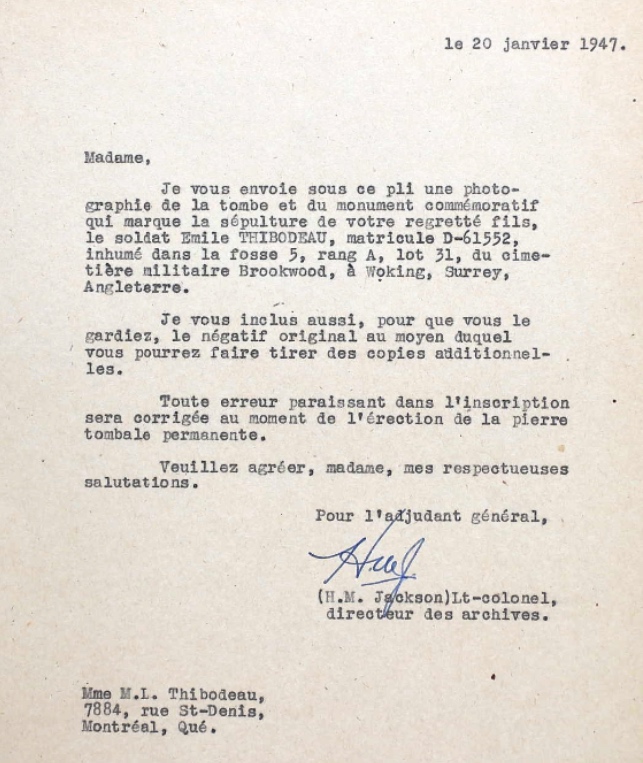 le 20 janvier 1947.
Madame,
Je vous envoie sous ce pli une photo-
graphie de la tombe et du monument commémoratif
qui marque la sépulture de votre regretté fils,
le soldat Emile THIBODEAU, matricule D-61552,
inhumé dans la fosse 5, rang A, lot 31, du cime-
tière militaire Brookwood, à Woking, Surrey,
Angleterre.
Je vous inclus aussi, pour que vous le
gardiez, le négatif original au moyen duquel
vous pourrez faire tirer des copies additionnel-
les.
Toute erreur paraissant dans l'inscription
sera corrigée au moment de l'érection de la pierre
tombale permanente.
Veuillez agréer, madame, mes respectueuses
salutations.
Pour l'adjudant général,
(H.M. Jackson)Lt-colonel,
directeur des archives.
Mme M.L. Thibodeau,
7884, rue St-Denis,
Montréal, Qué.